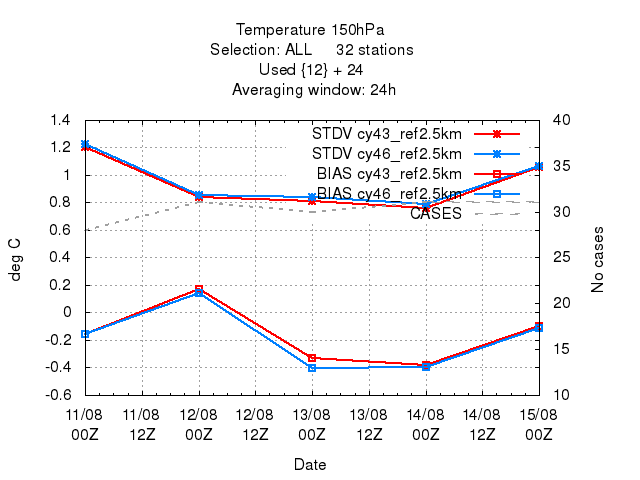 Temperature 150hPa
Selection: ALL 32 stations
Used {12} + 24
Averaging window: 24h
1.4
1.2
1
0.8
0.6
0.4
0.2
0
-0.2
-0.4
-0.6
deg C
40
35
30
25
20
15
10
No cases
STDV cy43_ref2.5km
STDV cy46_ref2.5km
BIAS cy43_ref2.5km
BIAS cy46_ref2.5km
CASES
11/08 11/08 12/08 12/08 13/08 13/08 14/08 14/08 15/08
00Z 12Z 00Z 12Z 00Z 12Z 00Z 12Z 00Z
Date